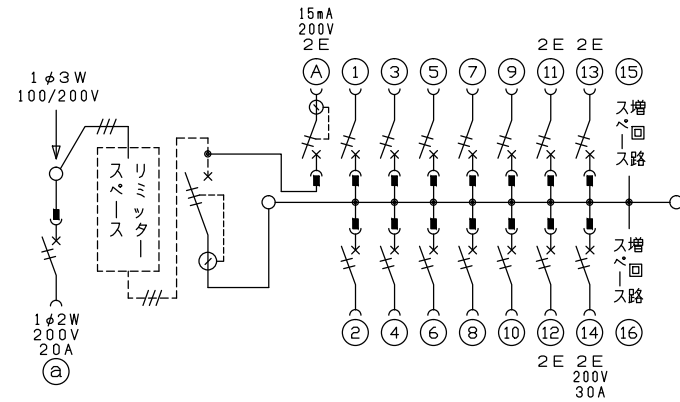 15mA
200V
2E
2E 2E
A 1 3 5 7 9 11 13 15
1φ3W
100/200V
増回路
スペース
リミッター
スペース
増回路
スペース
1φ2W
200V
20A
a
2 4 6 8 10 12 14 16
2E 2E
200V
30A